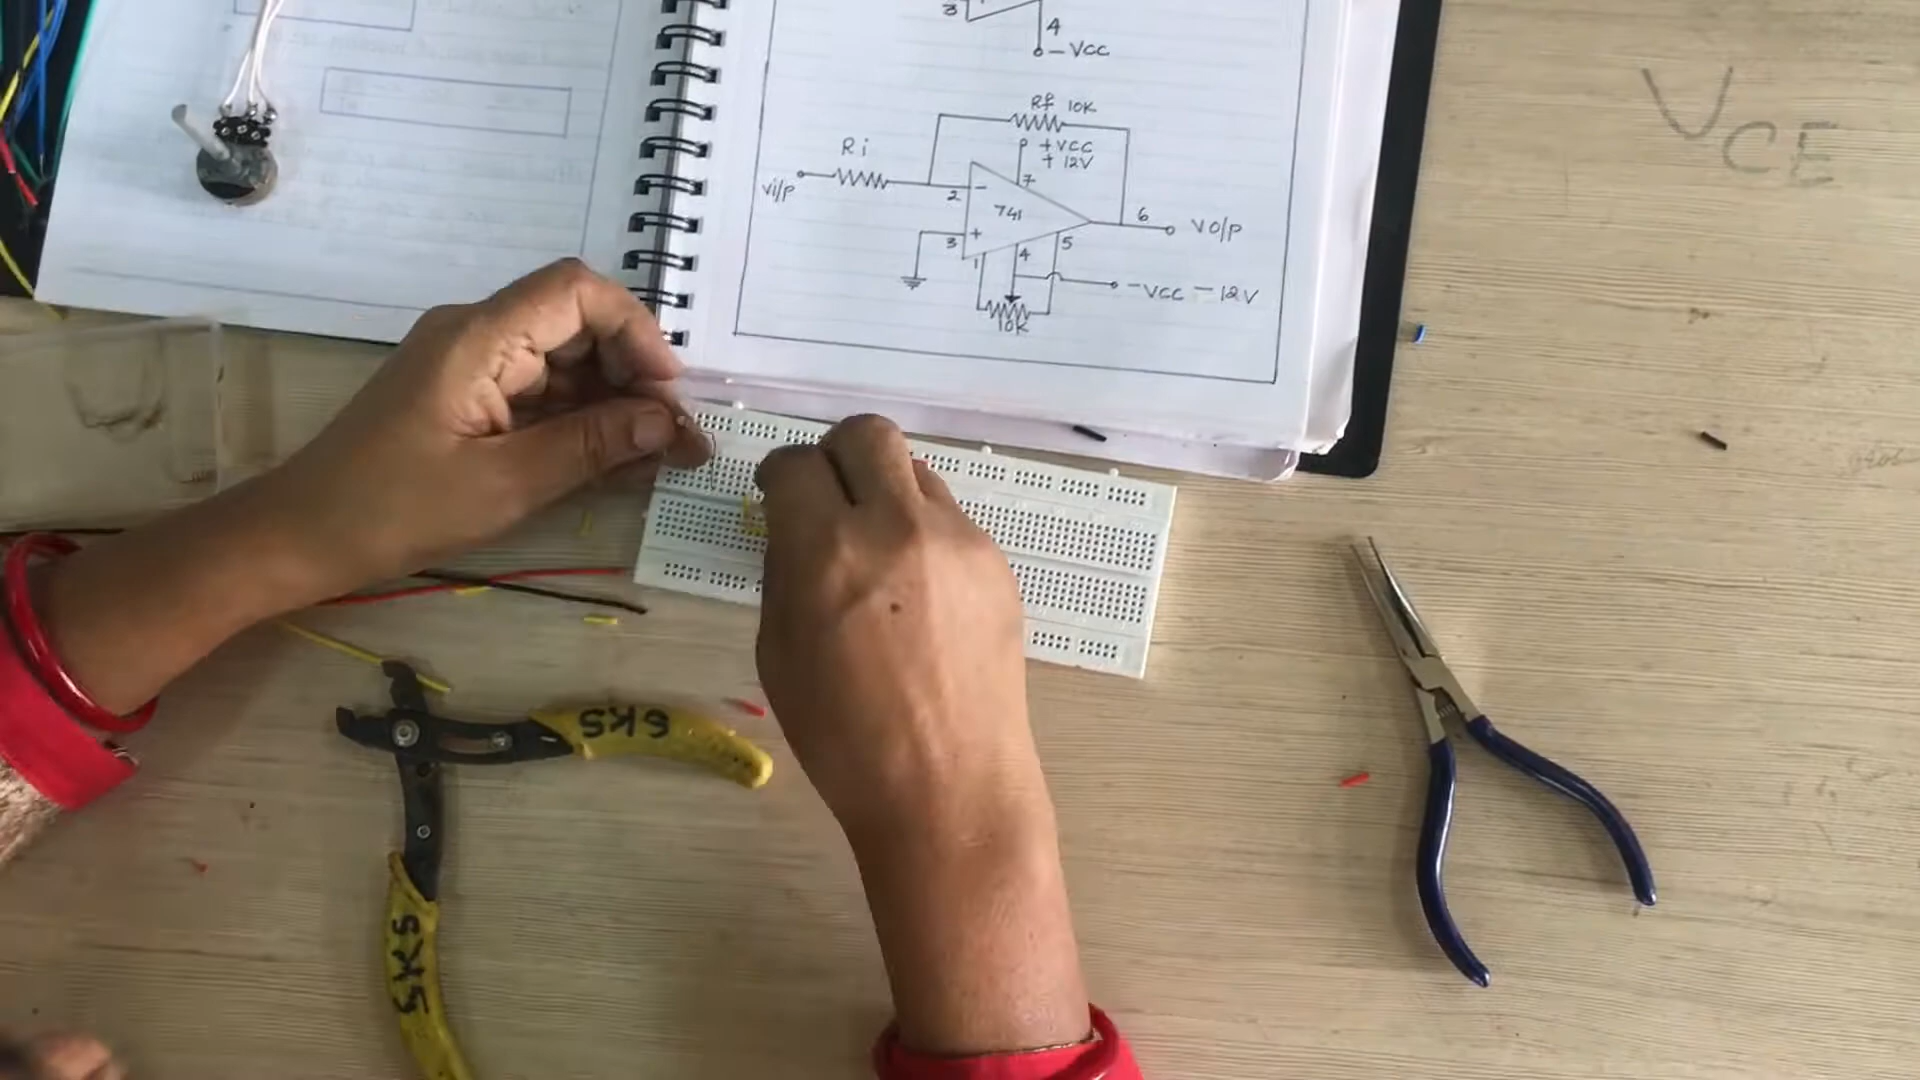 3
4
- VCC
Rf 10K
Ri
+VCC
+ 12V
vi/p
7
2
-
741
6
VO/P
+
3
5
4
1
-VCC - 12V
10K
VCE
SKS
SKS